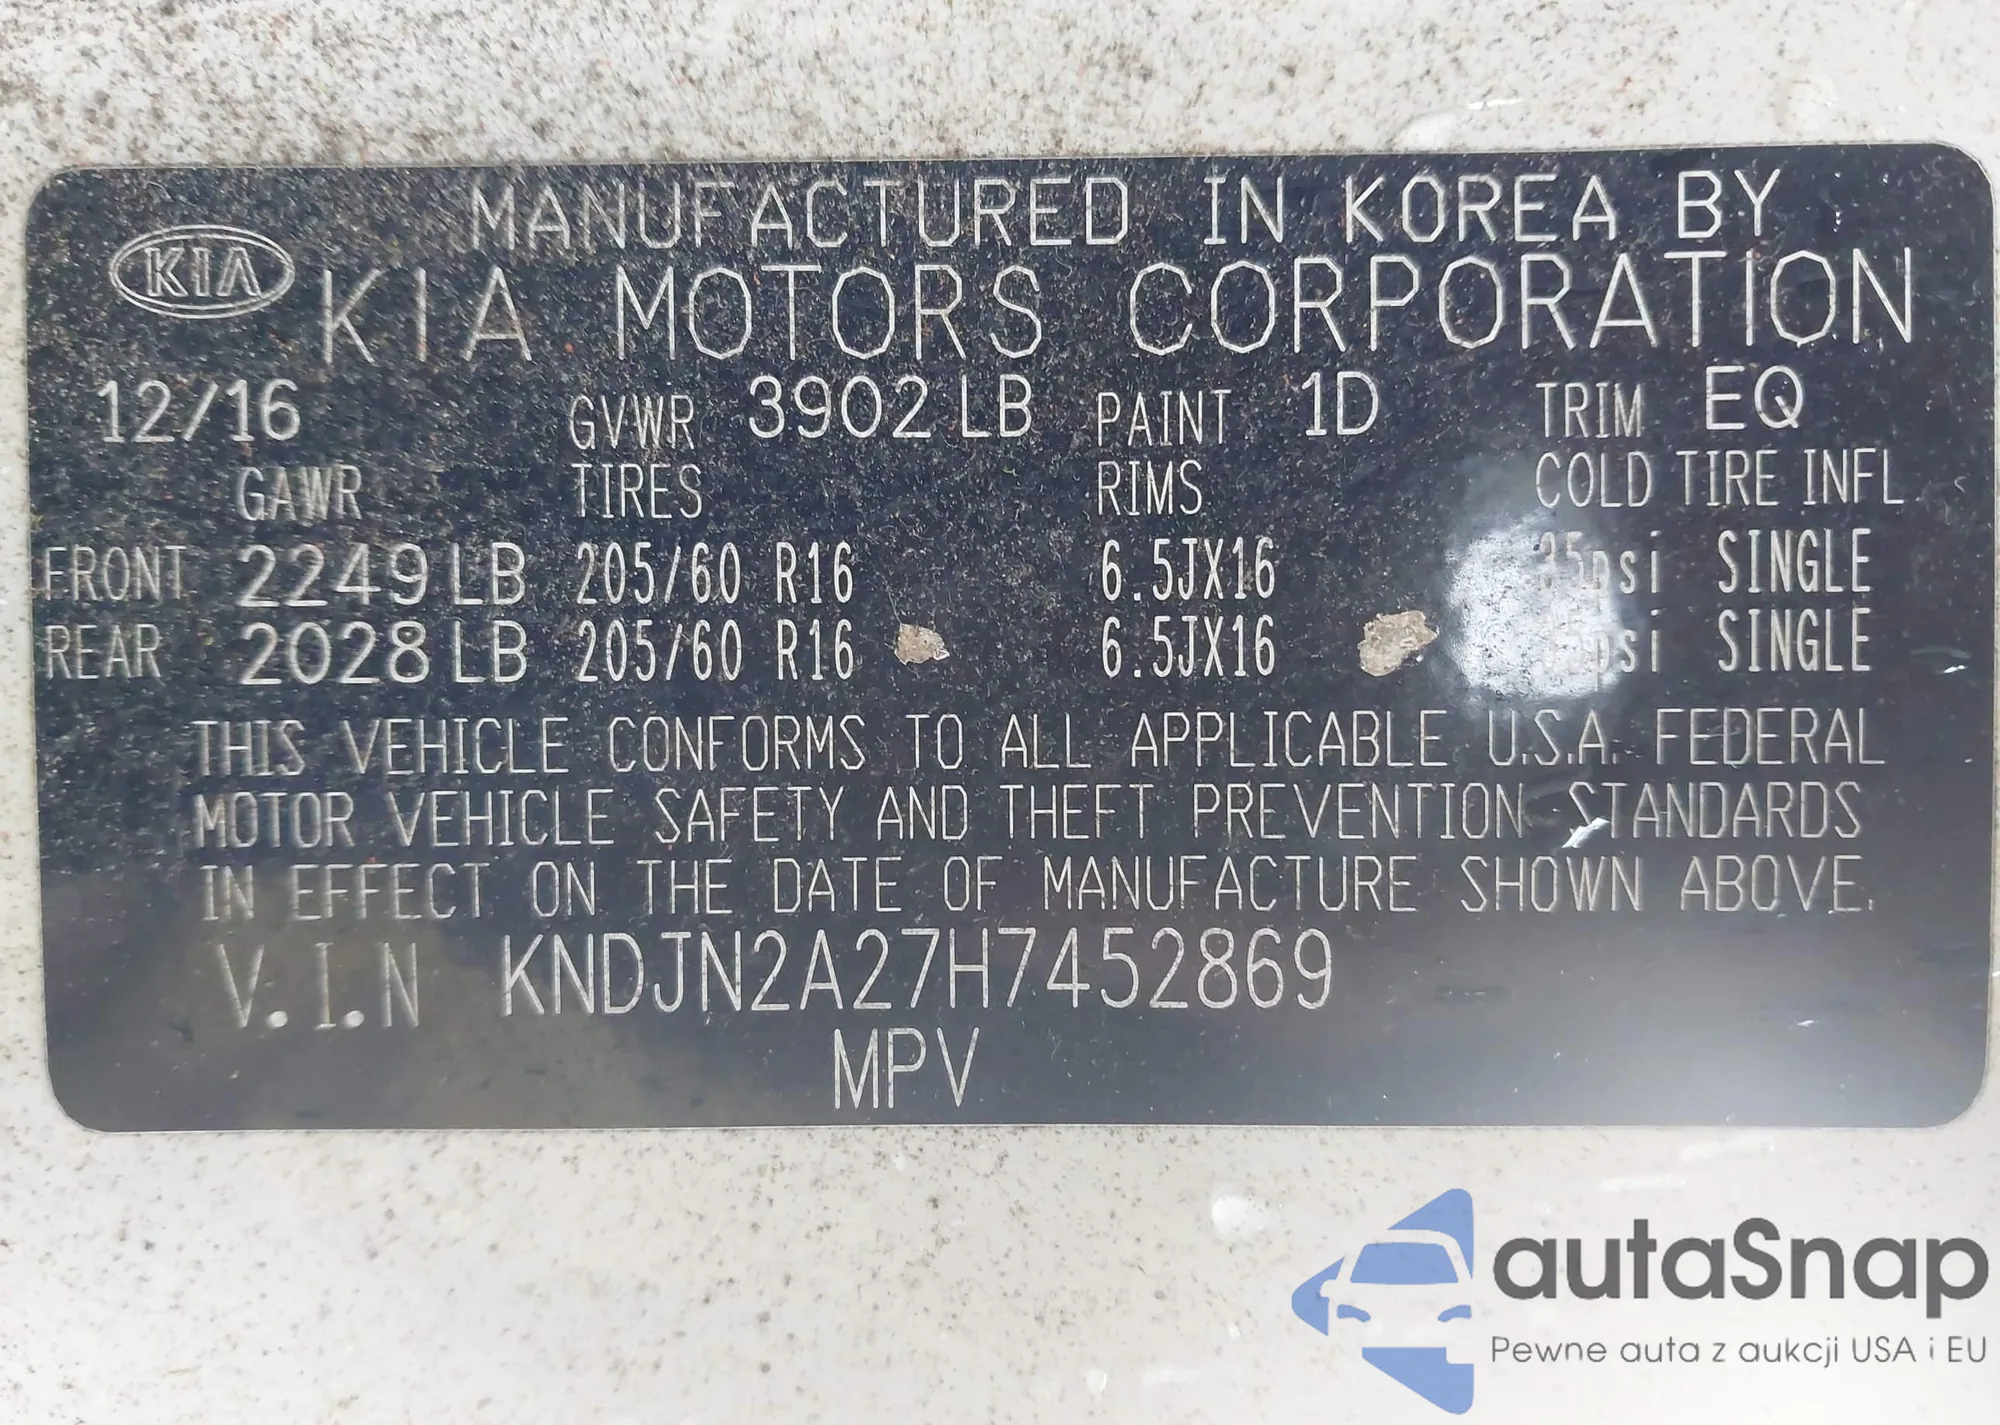 MANUFACTURED IN KOREA BY
KIA KIA MOTORS CORPORATION
12/16 GVWR 3902 LB PAINT 1D TRIM EQ
GAWR TIRES RIMS COLD TIRE INFL
FRONT 2249 LB 205/60 R16 6.5JX16 35psi SINGLE
REAR 2028 LB 205/60 R16 6.5JX16 35psi SINGLE
THIS VEHICLE CONFORMS TO ALL APPLICABLE U.S.A. FEDERAL
MOTOR VEHICLE SAFETY AND THEFT PREVENTION STANDARDS
IN EFFECT ON THE DATE OF MANUFACTURE SHOWN ABOVE.
V.I.N KNDJN2A27H7452869
MPV
autaSnap
Pewne auta z aukcji USA i EU